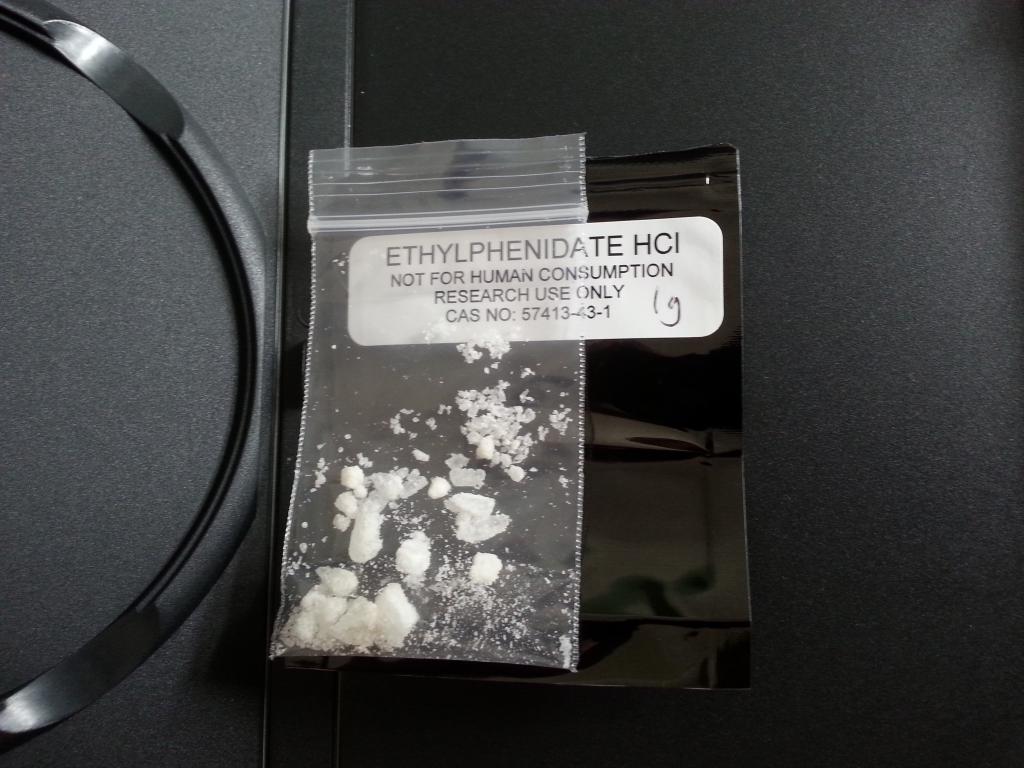 ETHYLPHENIDATE HCl
NOT FOR HUMAN CONSUMPTION
RESEARCH USE ONLY
CAS NO: 57413-43-1
1g